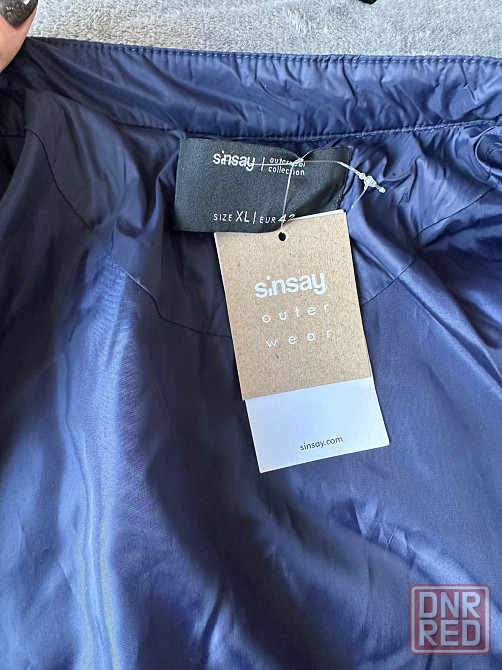 sinsay | outerwear
collection
SIZE XL | EUR 42
sinsay
outer
wear
sinsay.com
DNR
RED